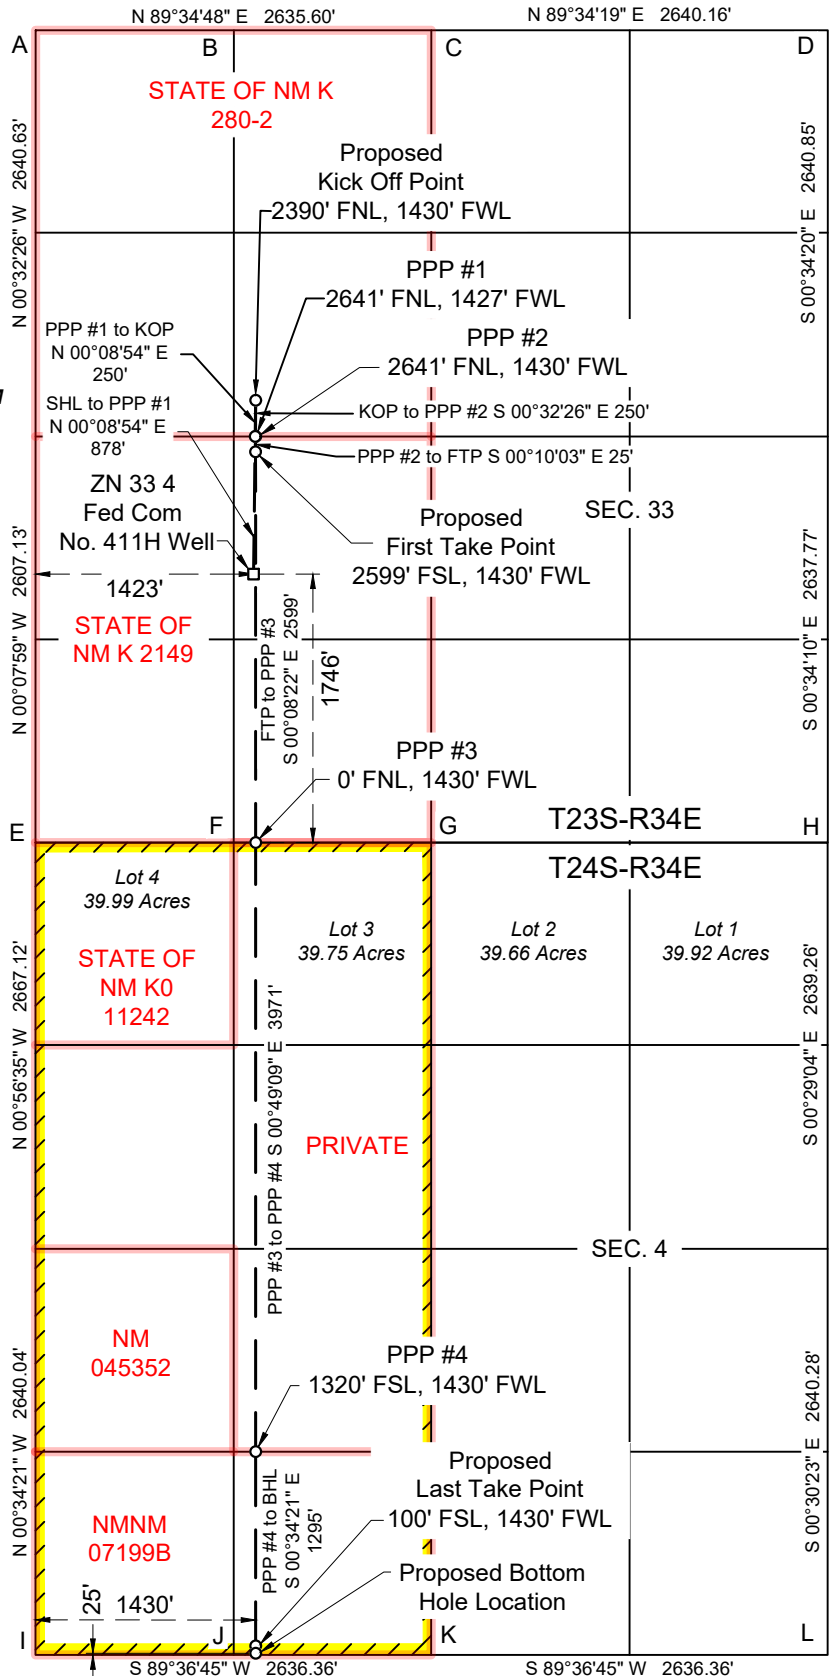 N 89°34'48" E 2635.60'
N 89°34'19" E 2640.16'
A
B
C
D
STATE OF NM K
280-2
N 00°32'26" W 2640.63'
S 00°34'20" E 2640.85'
Proposed
Kick Off Point
2390' FNL, 1430' FWL
PPP #1
2641' FNL, 1427' FWL
PPP #1 to KOP
N 00°08'54" E
250'
PPP #2
2641' FNL, 1430' FWL
SHL to PPP #1
N 00°08'54" E
878'
KOP to PPP #2 S 00°32'26" E 250'
PPP #2 to FTP S 00°10'03" E 25'
ZN 33 4
Fed Com
No. 411H Well
SEC. 33
Proposed
First Take Point
2599' FSL, 1430' FWL
1423'
N 00°07'59" W 2607.13'
S 00°34'10" E 2637.77'
STATE OF
NM K 2149
FTP to PPP #3
S 00°08'22" E 2599'
1746'
PPP #3
0' FNL, 1430' FWL
E
F
G
H
T23S-R34E
T24S-R34E
Lot 4
39.99 Acres
Lot 3
39.75 Acres
Lot 2
39.66 Acres
Lot 1
39.92 Acres
STATE OF
NM K0
11242
N 00°56'35" W 2667.12'
S 00°29'04" E 2639.26'
PPP #3 to PPP #4 S 00°49'09" E 3971'
PRIVATE
SEC. 4
NM
045352
PPP #4
1320' FSL, 1430' FWL
N 00°34'21" W 2640.04'
S 00°30'23" E 2640.28'
Proposed
Last Take Point
100' FSL, 1430' FWL
NMNM
07199B
PPP #4 to BHL
S 00°34'21" E
1295'
Proposed Bottom
Hole Location
25'
1430'
I
J
K
L
S 89°36'45" W 2636.36'
S 89°36'45" W 2636.36'